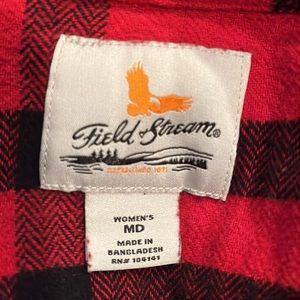 Field & Stream®
WOMEN'S
MD
MADE IN
BANGLADESH
RN# 104141